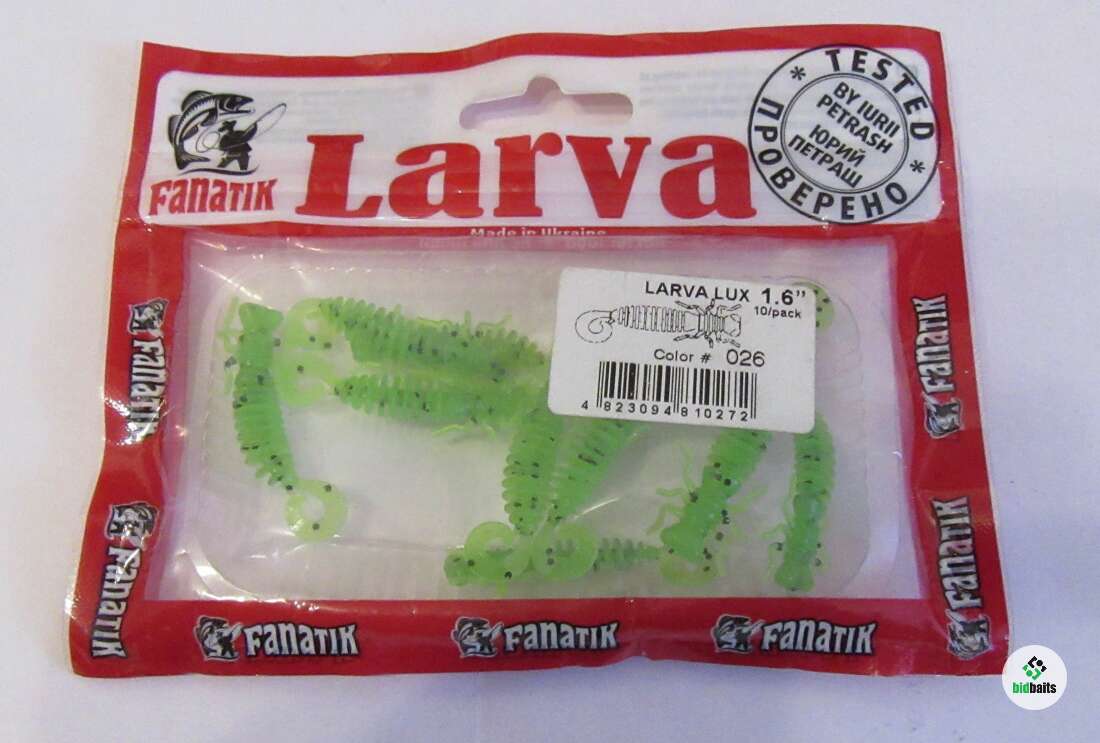 FANATIK
Larva
TESTED
BY IURII
PETRASH
ЮРИЙ
ПЕТРАШ
ПРОВЕРЕНО
Made in Ukraine
LARVA LUX 1.6”
10/pack
Color # 026
4 823094 810272
FANATIK
FANATIK
FANATIK
FANATIK
FANATIK
FANATIK
FANATIK
bidbaits